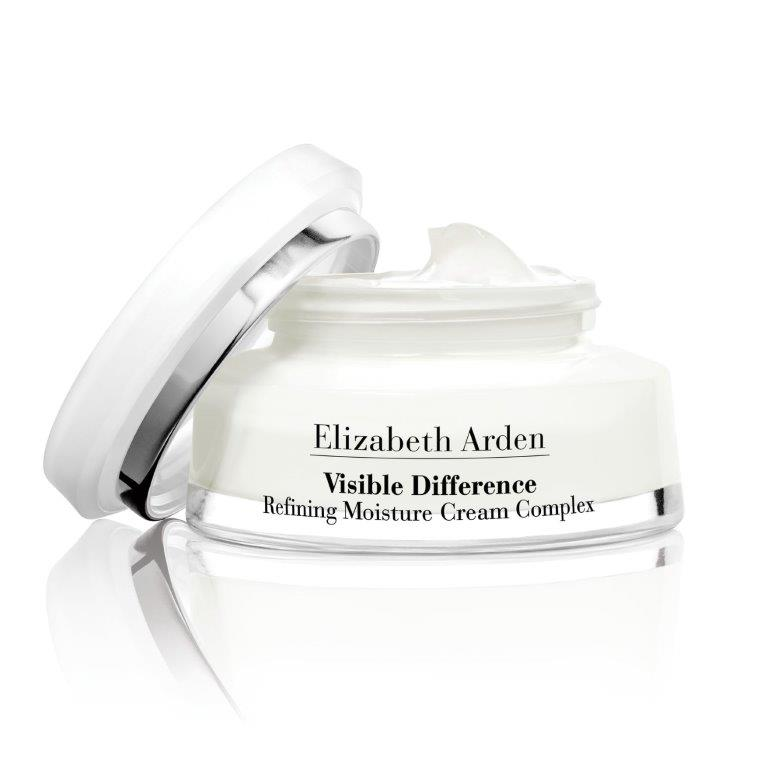 Elizabeth Arden
Visible Difference
Refining Moisture Cream Complex